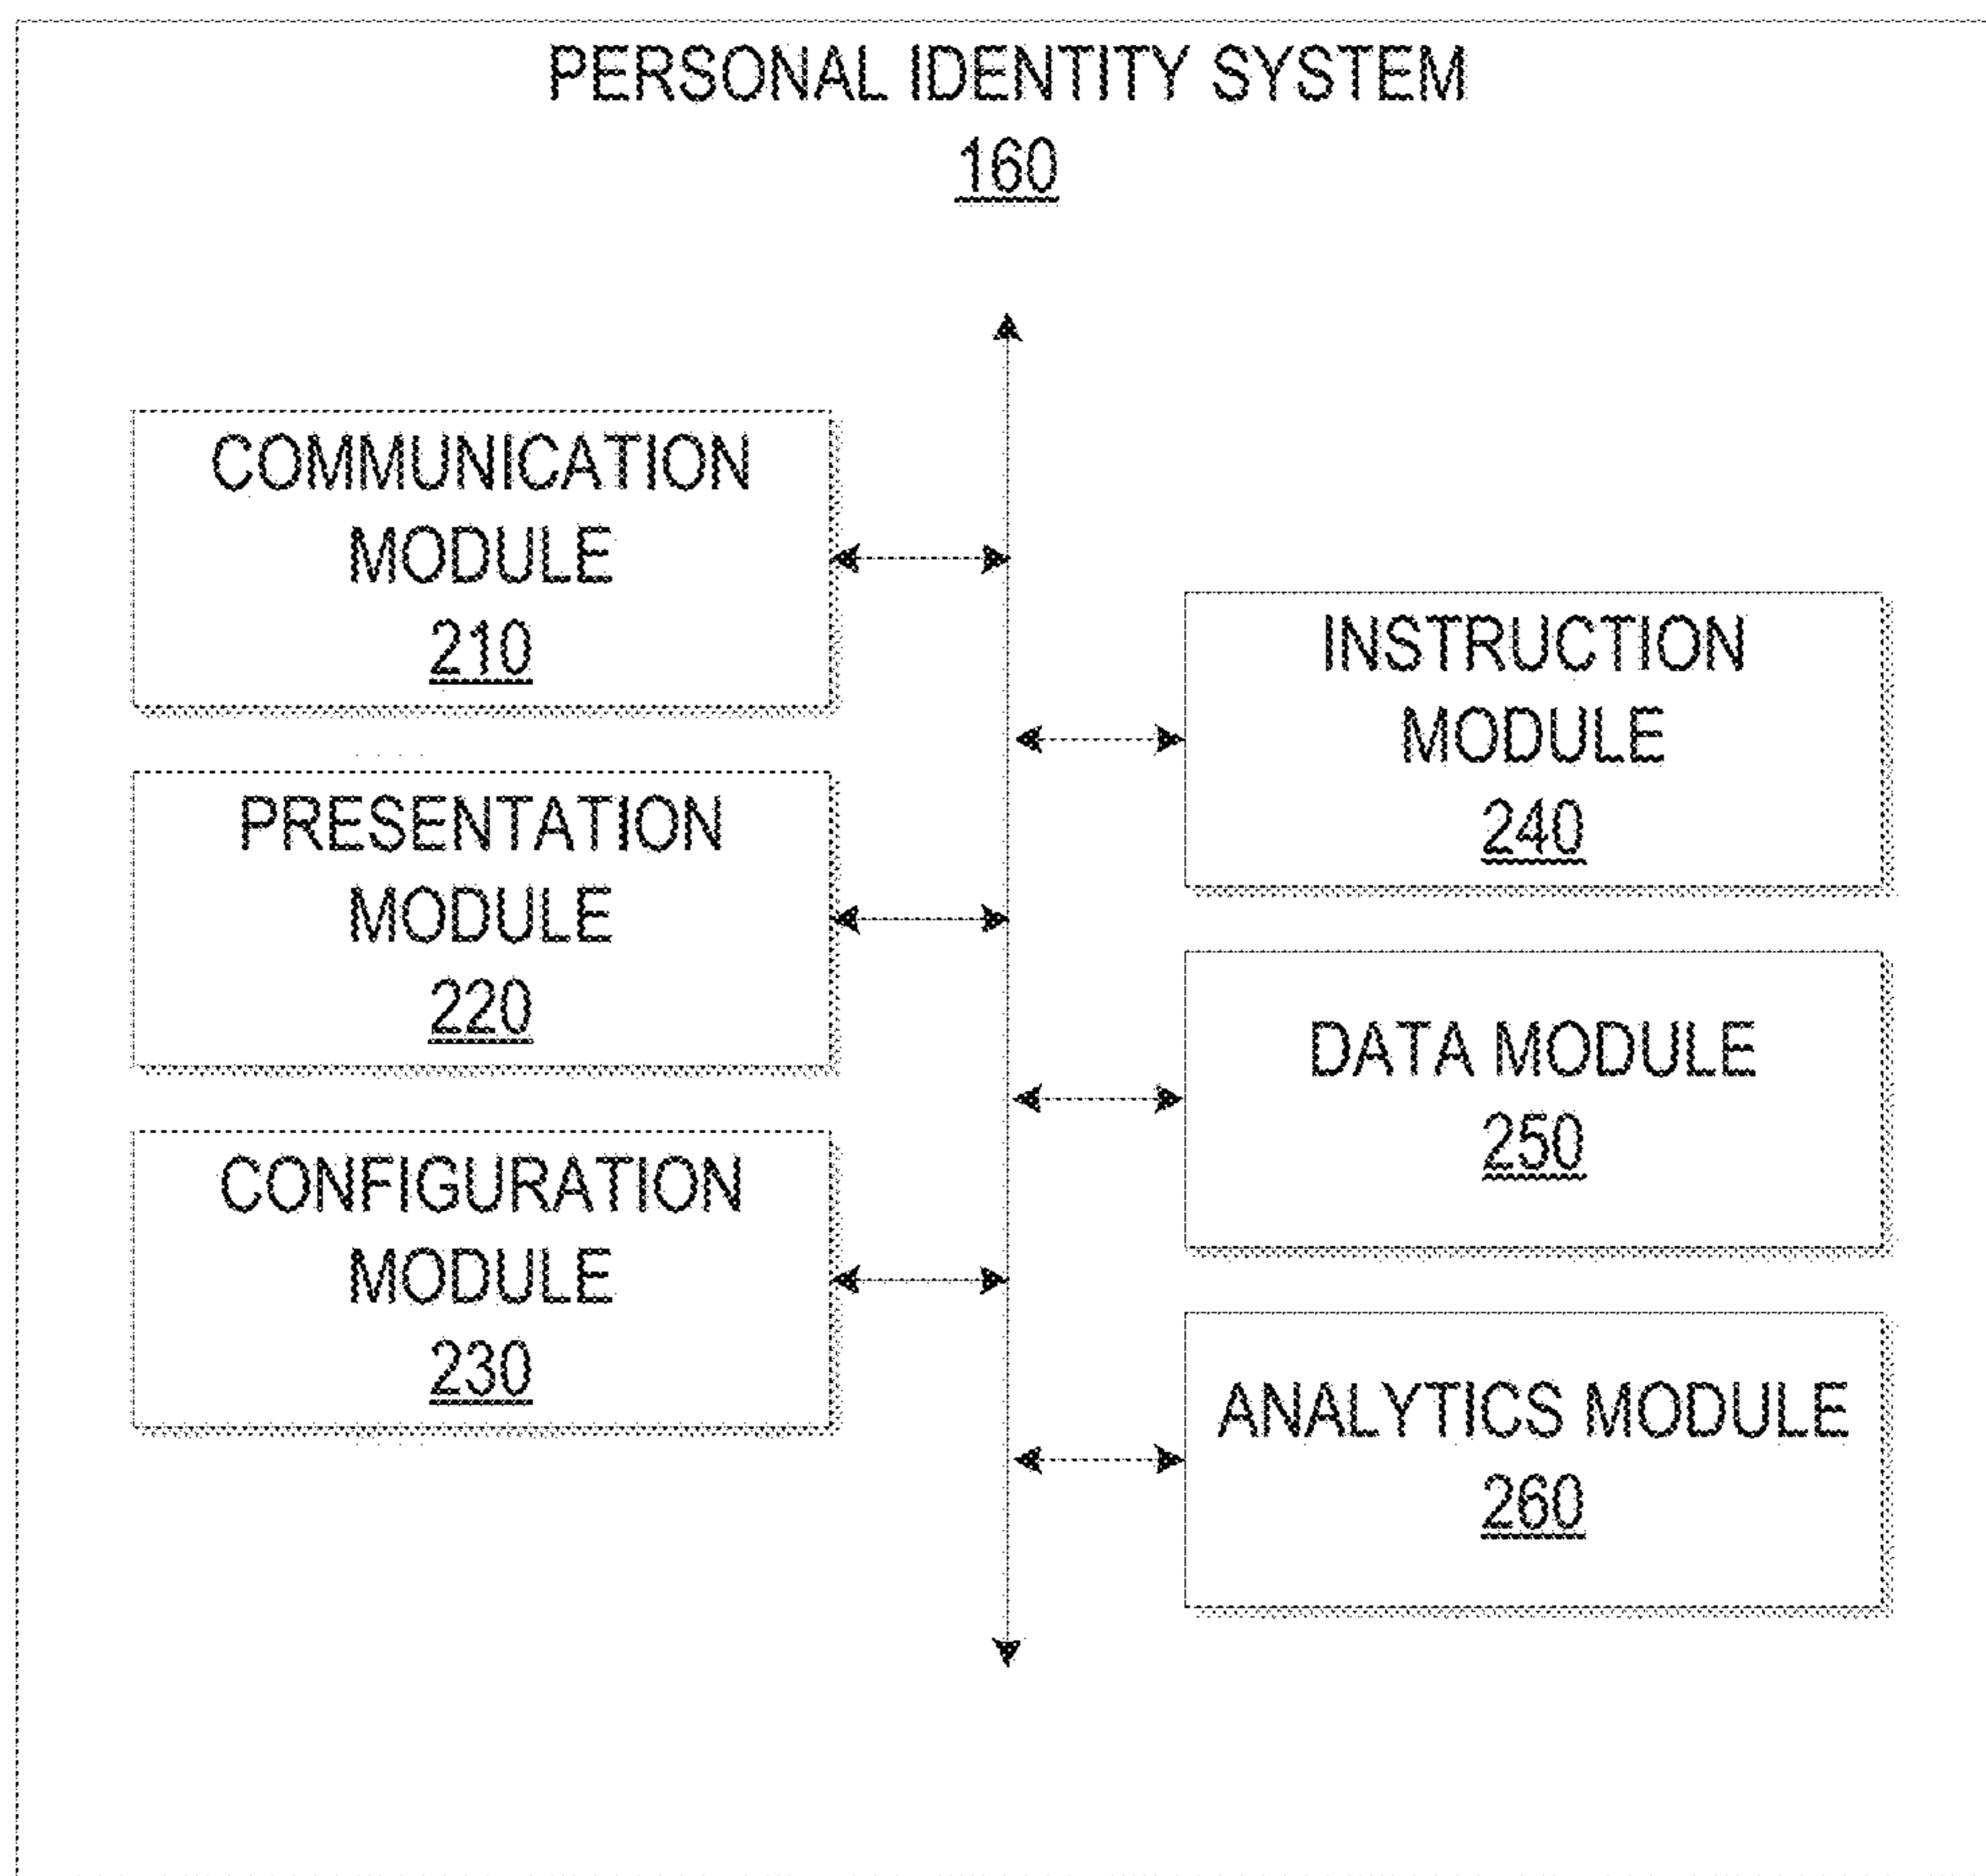 PERSONAL IDENTITY SYSTEM
160
COMMUNICATION
MODULE
210
PRESENTATION
MODULE
220
CONFIGURATION
MODULE
230
INSTRUCTION
MODULE
240
DATA MODULE
250
ANALYTICS MODULE
260